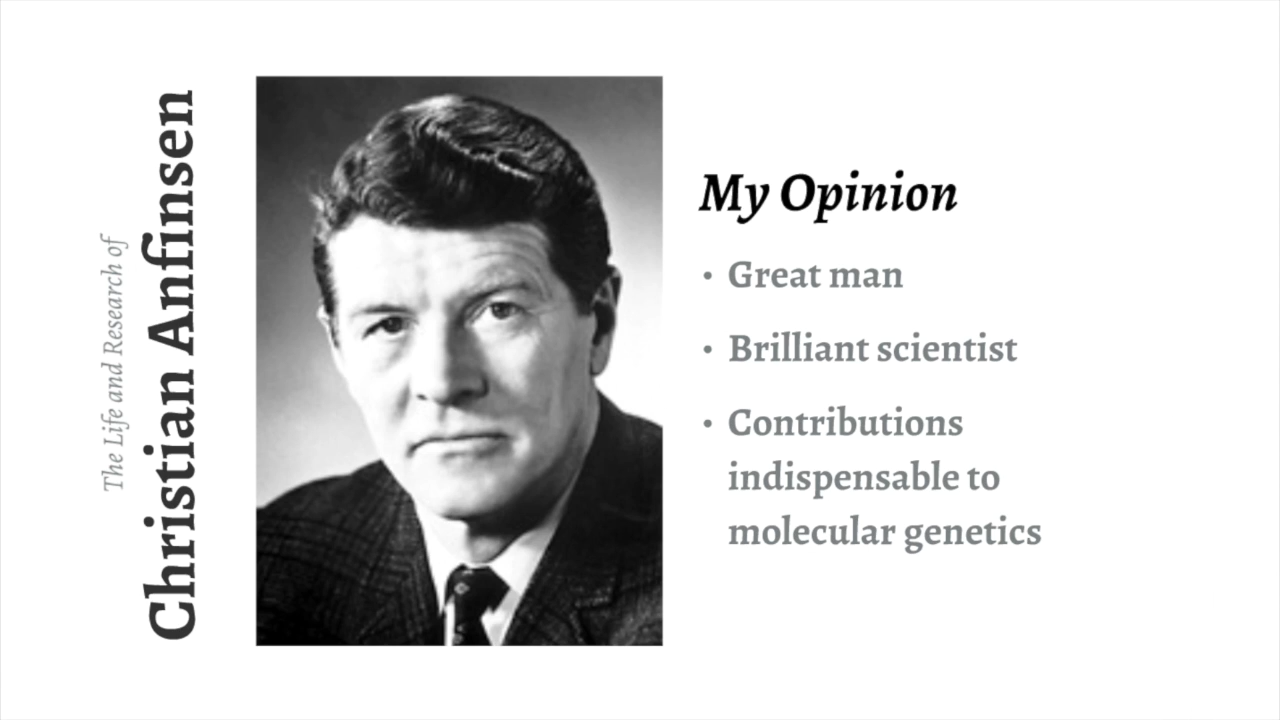 The Life and Research of
Christian Anfinsen
My Opinion
• Great man
• Brilliant scientist
• Contributions
indispensable to
molecular genetics